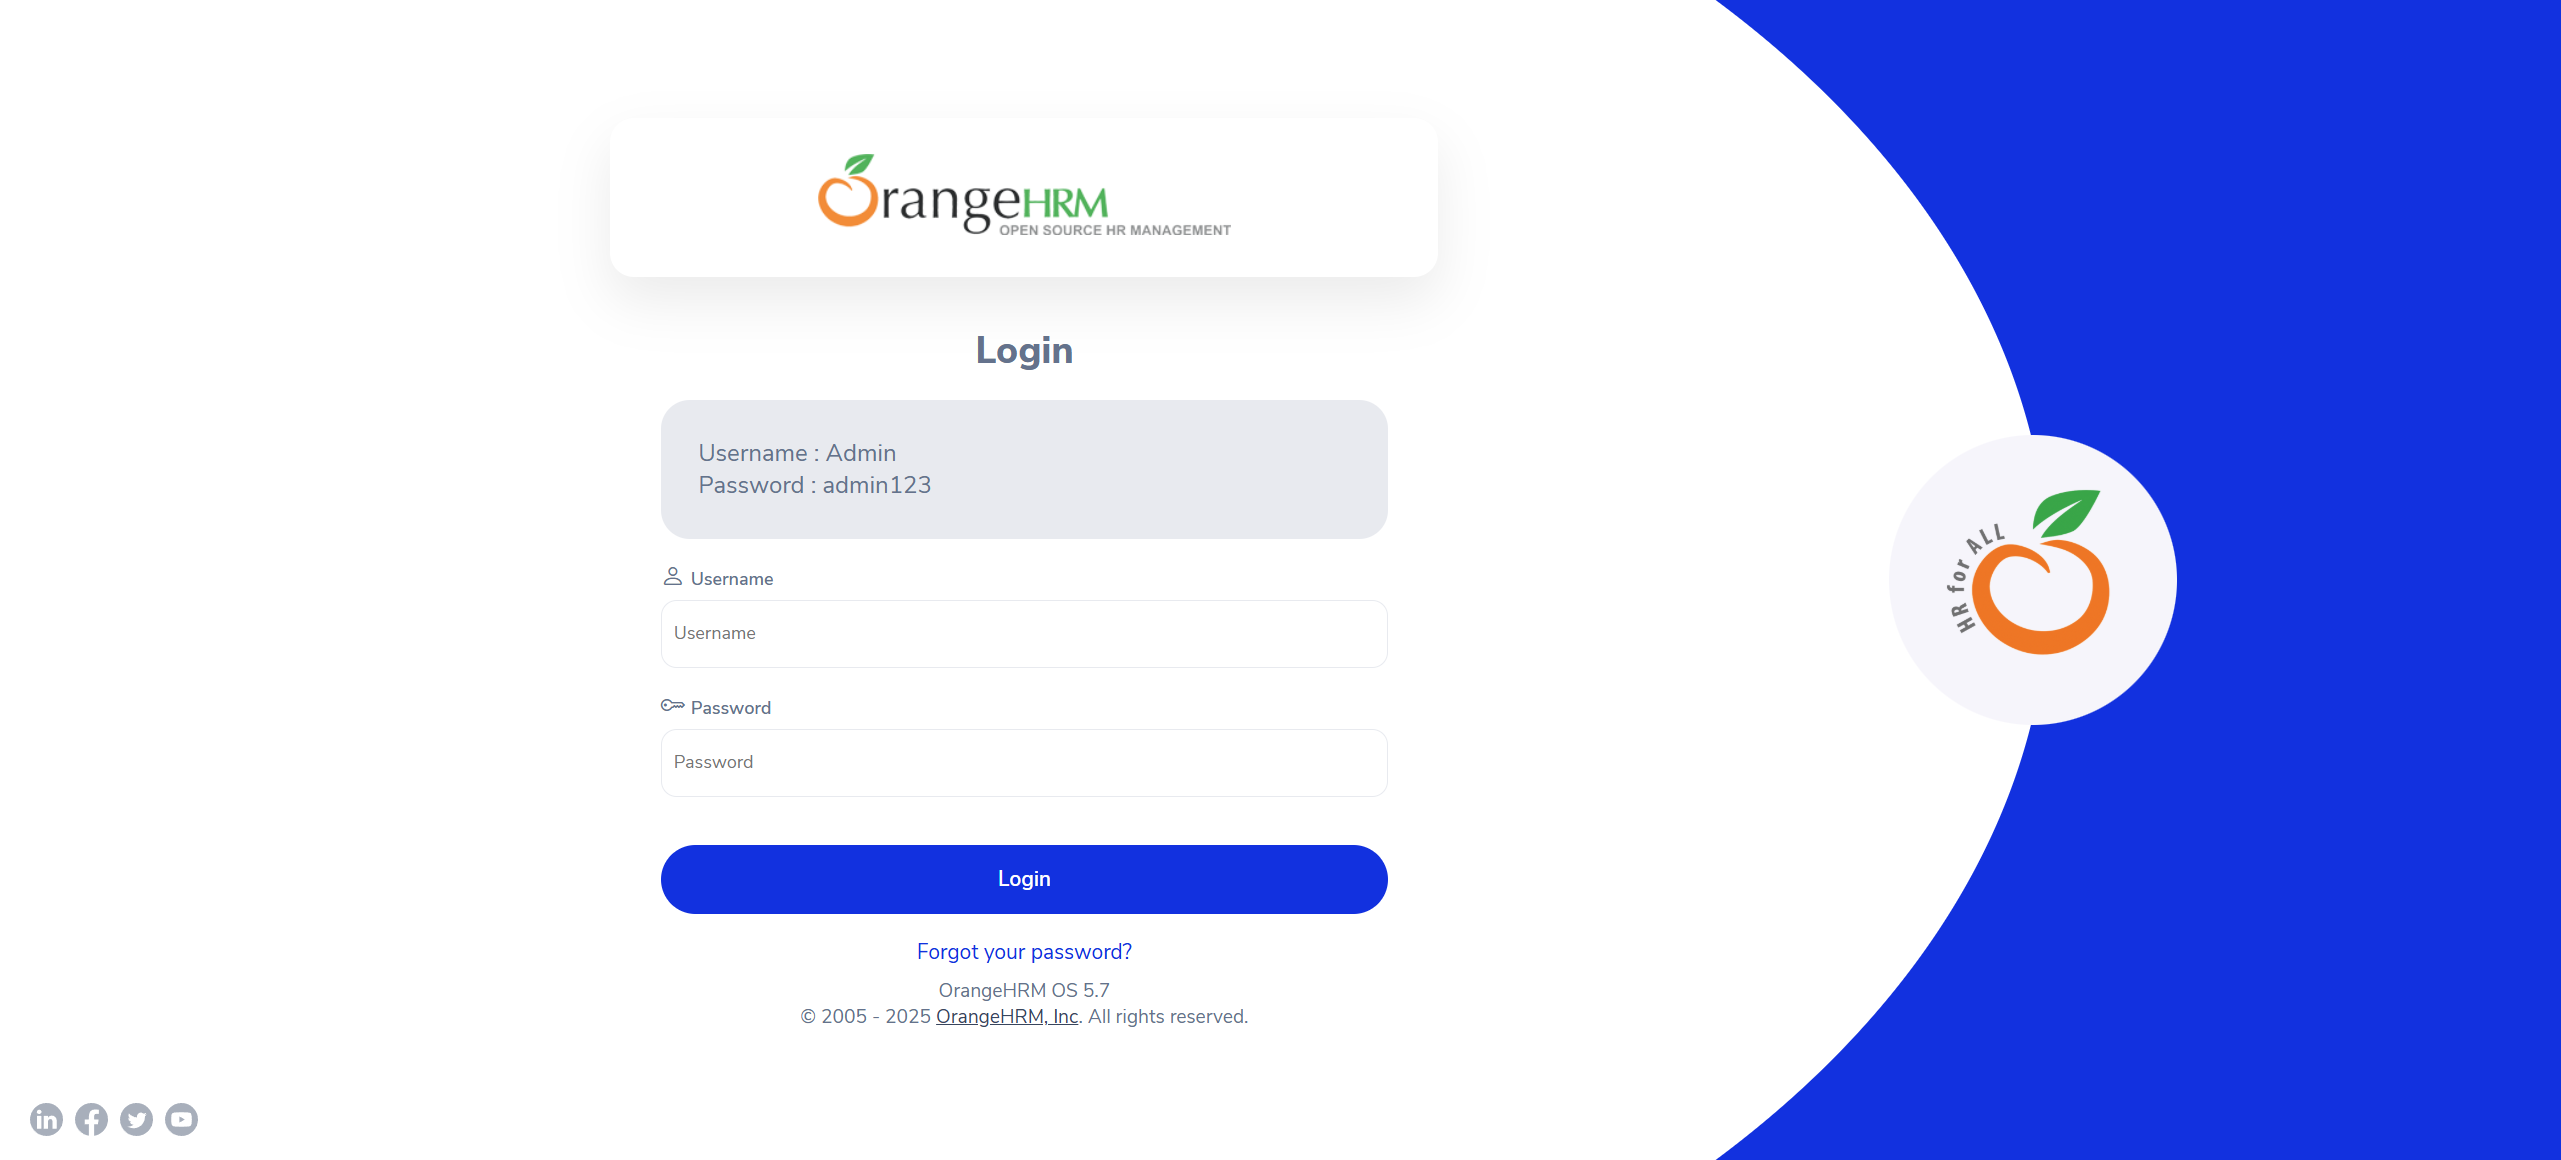 OrangeHRM
OPEN SOURCE HR MANAGEMENT
Login
Username : Admin
Password : admin123
Username
Username
Password
Password
Login
Forgot your password?
OrangeHRM OS 5.7
© 2005 - 2025 OrangeHRM, Inc. All rights reserved.
HR for ALL